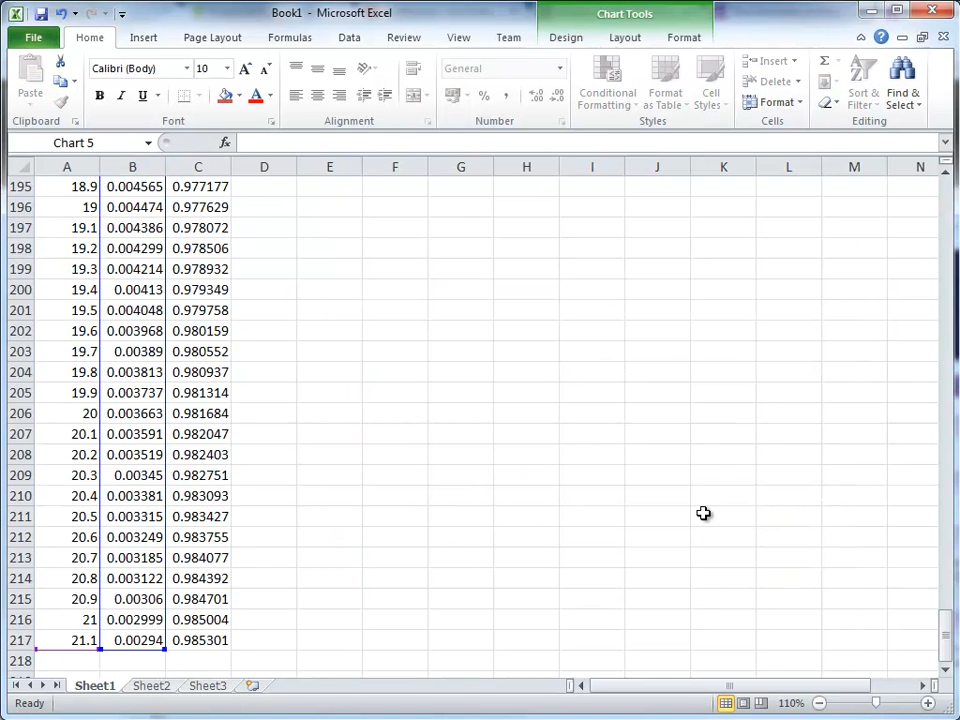 Book1 - Microsoft Excel
Chart Tools
File Home Insert Page Layout Formulas Data Review View Team Design Layout Format
Calibri (Body) 10 General
Paste
Conditional Formatting
Format as Table
Cell Styles
Insert
Delete
Format
Sort & Filter
Find & Select
Clipboard Font Alignment Number Styles Cells Editing
Chart 5 fx
A B C D E F G H I J K L M N
195 18.9 0.004565 0.977177
196 19 0.004474 0.977629
197 19.1 0.004386 0.978072
198 19.2 0.004299 0.978506
199 19.3 0.004214 0.978932
200 19.4 0.00413 0.979349
201 19.5 0.004048 0.979758
202 19.6 0.003968 0.980159
203 19.7 0.00389 0.980552
204 19.8 0.003813 0.980937
205 19.9 0.003737 0.981314
206 20 0.003663 0.981684
207 20.1 0.003591 0.982047
208 20.2 0.003519 0.982403
209 20.3 0.00345 0.982751
210 20.4 0.003381 0.983093
211 20.5 0.003315 0.983427
212 20.6 0.003249 0.983755
213 20.7 0.003185 0.984077
214 20.8 0.003122 0.984392
215 20.9 0.00306 0.984701
216 21 0.002999 0.985004
217 21.1 0.00294 0.985301
218
Sheet1 Sheet2 Sheet3
Ready 110%